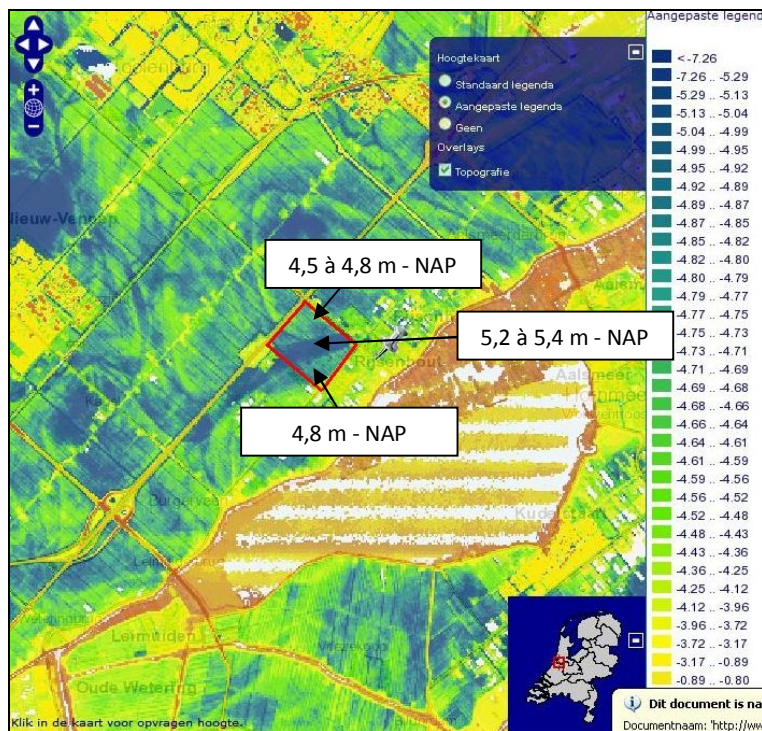 Aangepaste legend
Hoogtekaart
Standaard legenda
Aangepaste legenda
Geen
Overlays
Topografie
< -7.26
-7.26 .. -5.29
-5.29 .. -5.13
-5.13 .. -5.04
-5.04 .. -4.99
-4.99 .. -4.95
-4.95 .. -4.92
-4.92 .. -4.89
-4.89 .. -4.87
-4.87 .. -4.85
-4.85 .. -4.82
-4.82 .. -4.80
-4.80 .. -4.79
-4.79 .. -4.77
-4.77 .. -4.75
-4.75 .. -4.73
-4.73 .. -4.71
-4.71 .. -4.69
-4.69 .. -4.68
-4.68 .. -4.66
-4.66 .. -4.64
-4.64 .. -4.61
-4.61 .. -4.59
-4.59 .. -4.56
-4.56 .. -4.52
-4.52 .. -4.48
-4.48 .. -4.43
-4.43 .. -4.36
-4.36 .. -4.25
-4.25 .. -4.12
-4.12 .. -3.96
-3.96 .. -3.72
-3.72 .. -3.17
-3.17 .. -0.89
-0.89 .. -0.80
Nieuw-Vennep
4,5 à 4,8 m - NAP
5,2 à 5,4 m - NAP
Rijsenhout
4,8 m - NAP
Aalsmeer
Leimuiden
Oude Wetering
Klik in de kaart voor opvragen hoogte.
Dit document is na
Documentnaam: 'http://ww